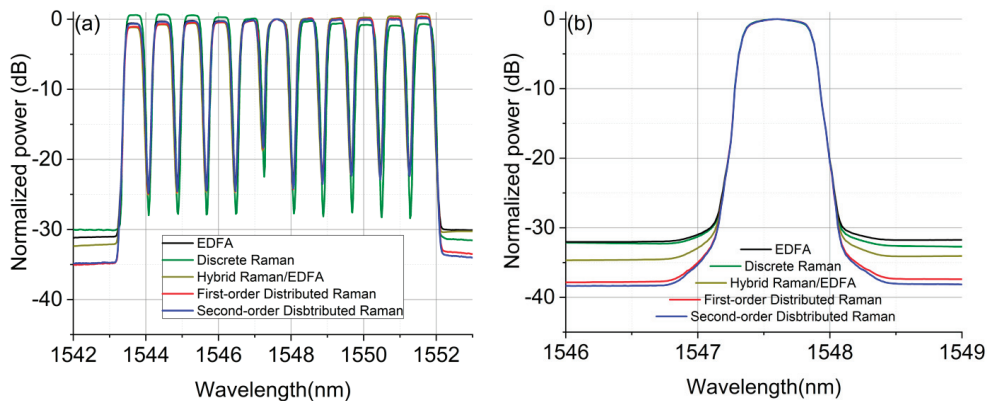 (a)
Normalized power (dB)
0
-10
-20
-30
-40
EDFA
Discrete Raman
Hybrid Raman/EDFA
First-order Distributed Raman
Second-order Disbtributed Raman
1542 1544 1546 1548 1550 1552
Wavelength(nm)
(b)
Normalized power (dB)
0
-10
-20
-30
-40
EDFA
Discrete Raman
Hybrid Raman/EDFA
First-order Distributed Raman
Second-order Disbtributed Raman
1546 1547 1548 1549
Wavelength(nm)